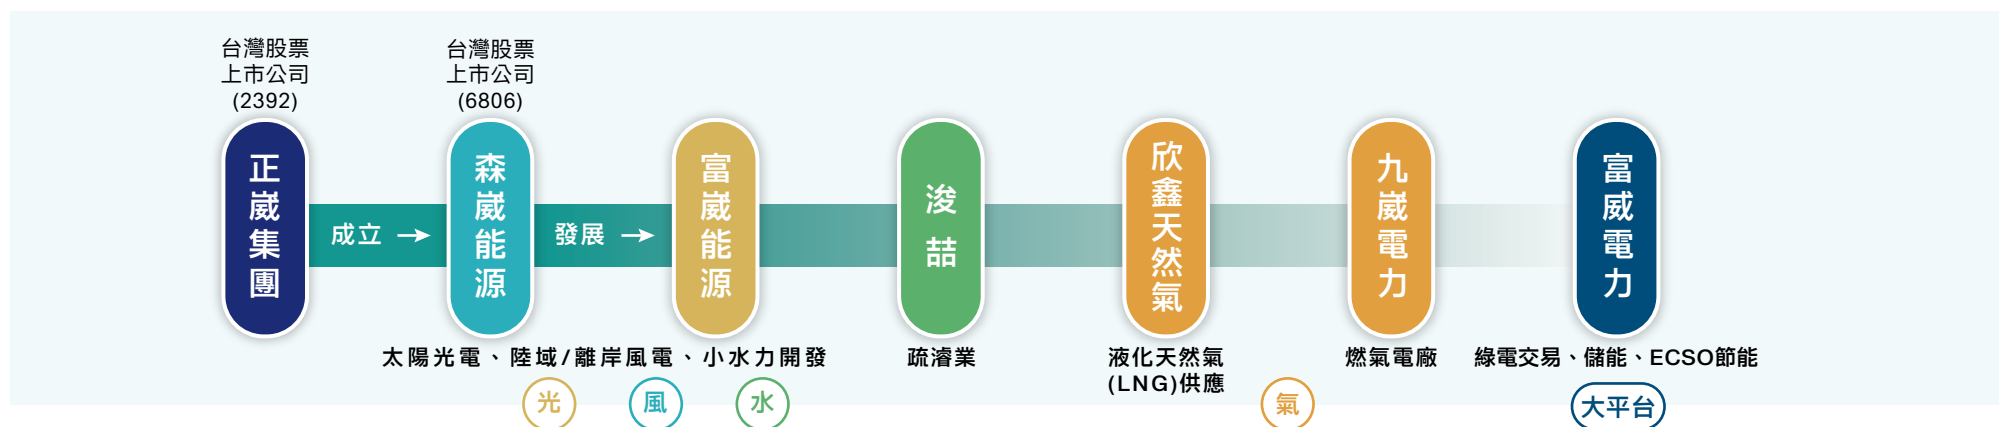 台灣股票
上市公司
(2392)
台灣股票
上市公司
(6806)
正崴集團
成立
森崴能源
發展
富崴能源
浚喆
欣鑫天然氣
九崴電力
富威電力
太陽光電、陸域/離岸風電、小水力開發
疏濬業
液化天然氣
(LNG)供應
燃氣電廠
綠電交易、儲能、ECSO節能
光
風
水
氣
大平台